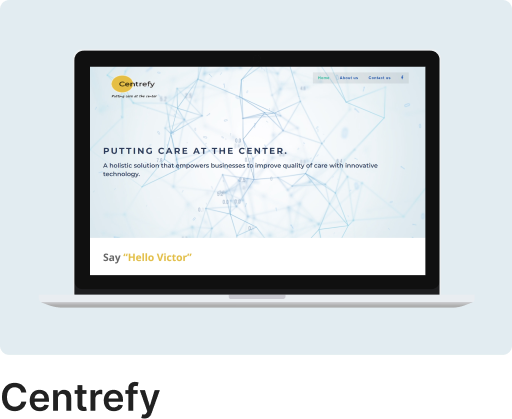 Centrefy
Putting care at the center
Home About us Contact us f
PUTTING CARE AT THE CENTER.
A holistic solution that empowers businesses to improve quality of care with innovative
technology.
Say “Hello Victor”
Centrefy